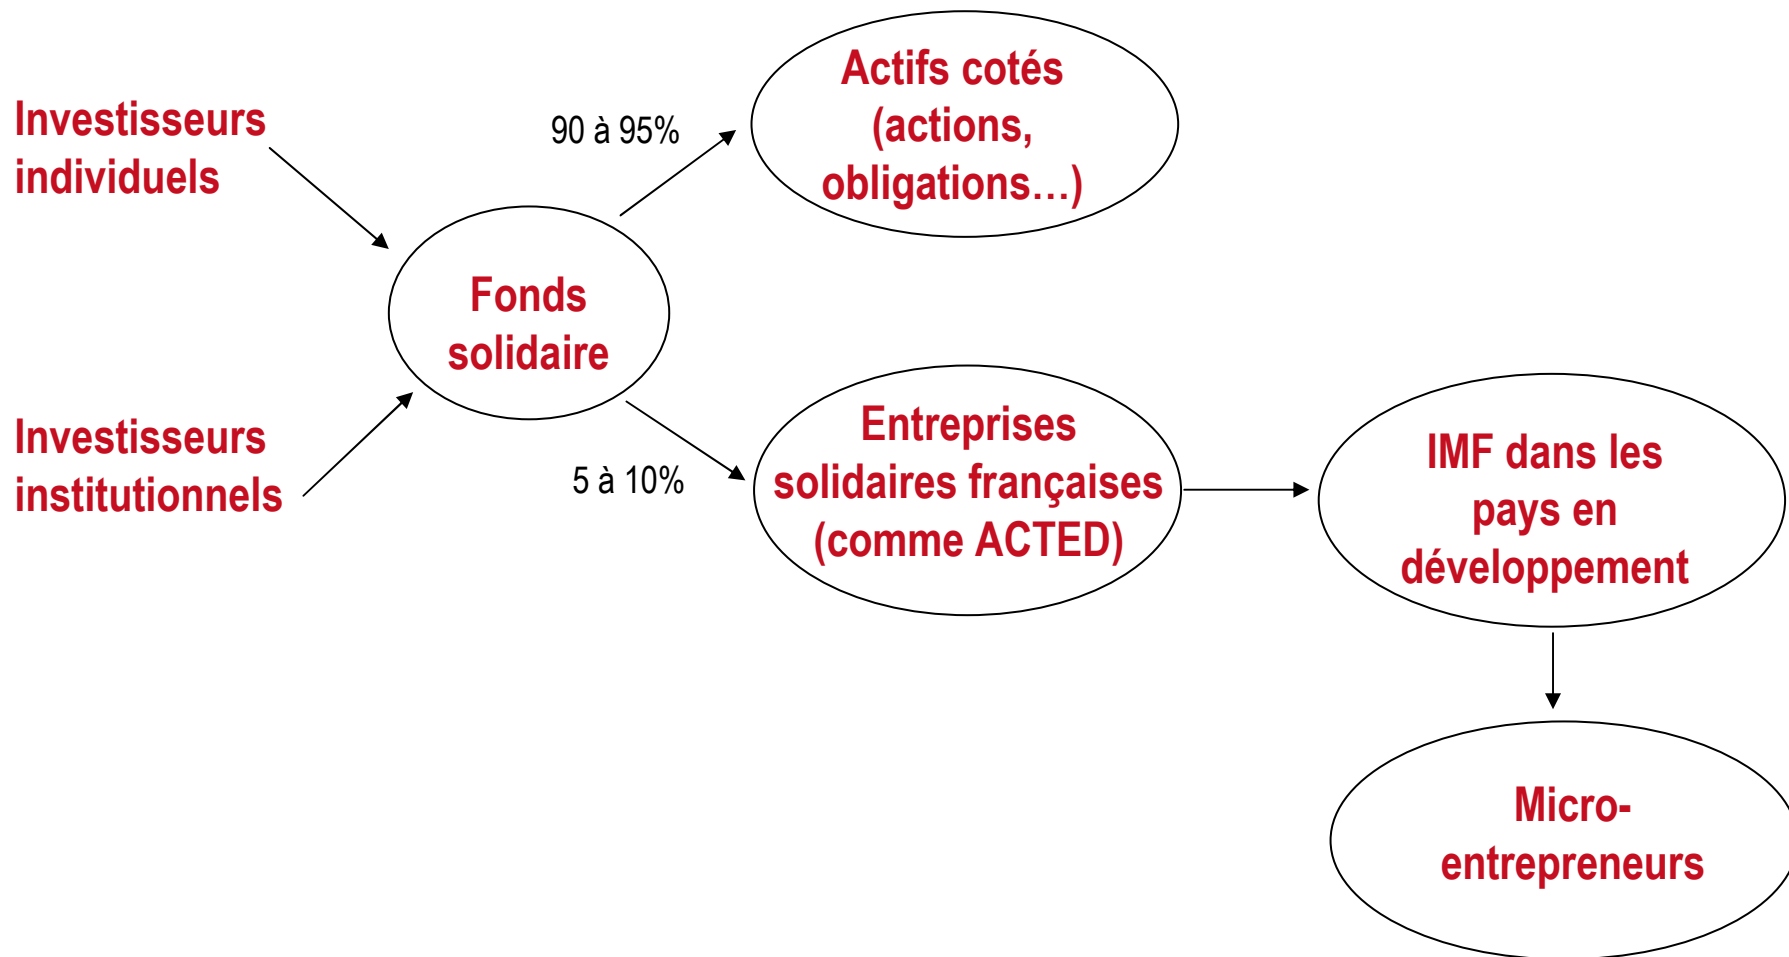 Investisseurs
individuels
Investisseurs
institutionnels
Fonds
solidaire
90 à 95%
5 à 10%
Actifs cotés
(actions,
obligations…)
Entreprises
solidaires françaises
(comme ACTED)
IMF dans les
pays en
développement
Micro-
entrepreneurs